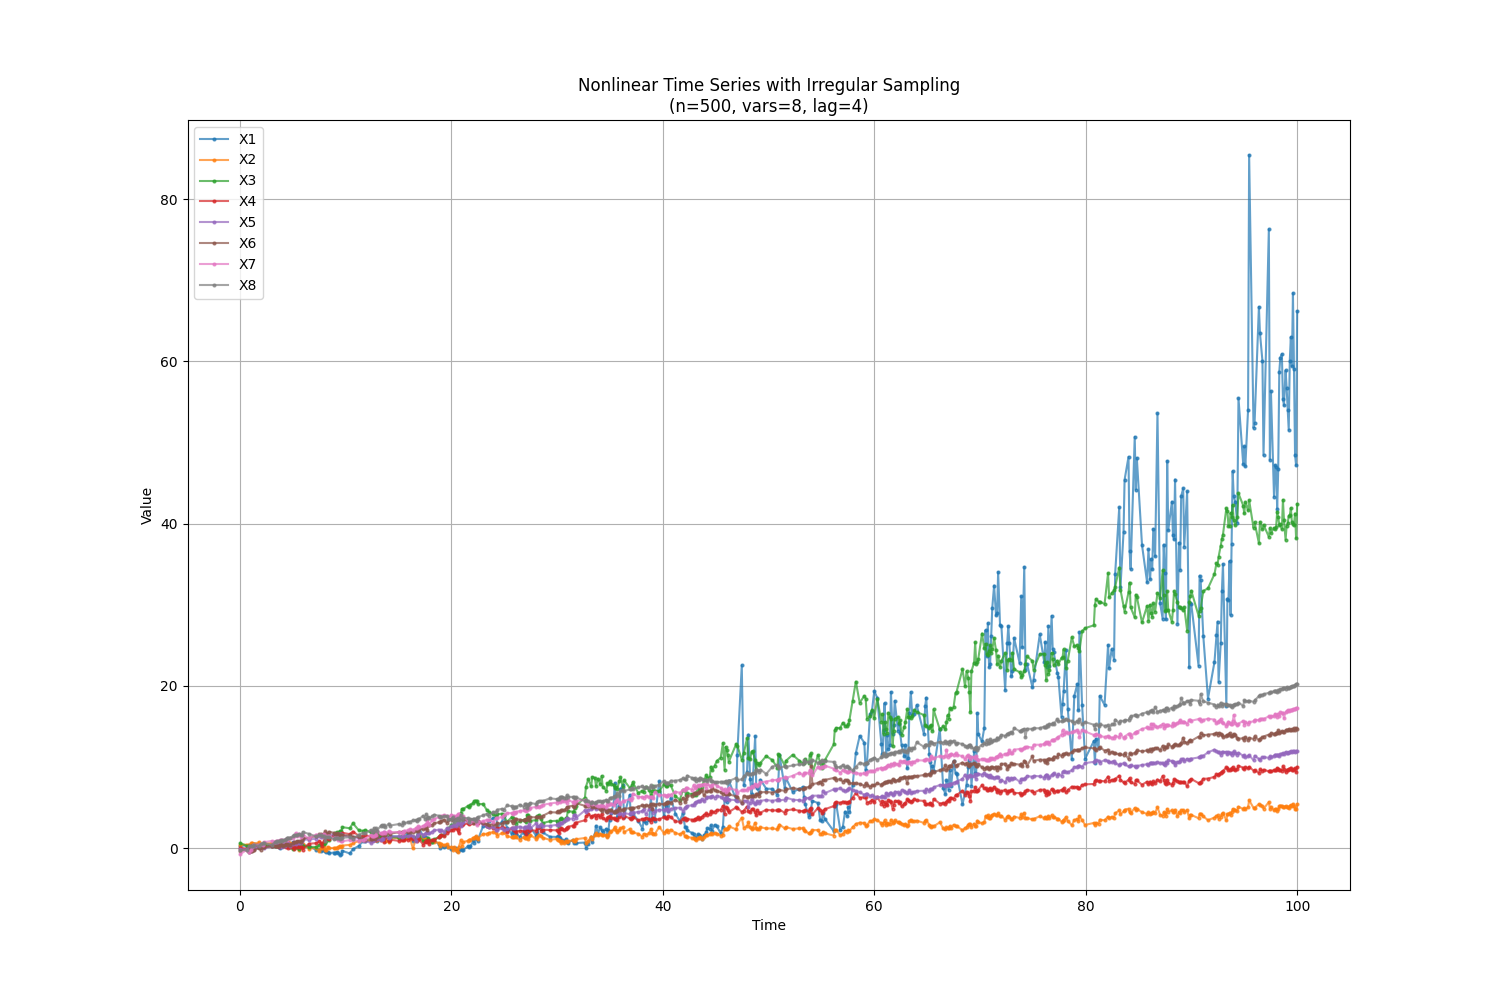 Nonlinear Time Series with Irregular Sampling
(n=500, vars=8, lag=4)
X1
X2
X3
X4
X5
X6
X7
X8
80
60
40
20
0
Value
0 20 40 60 80 100
Time